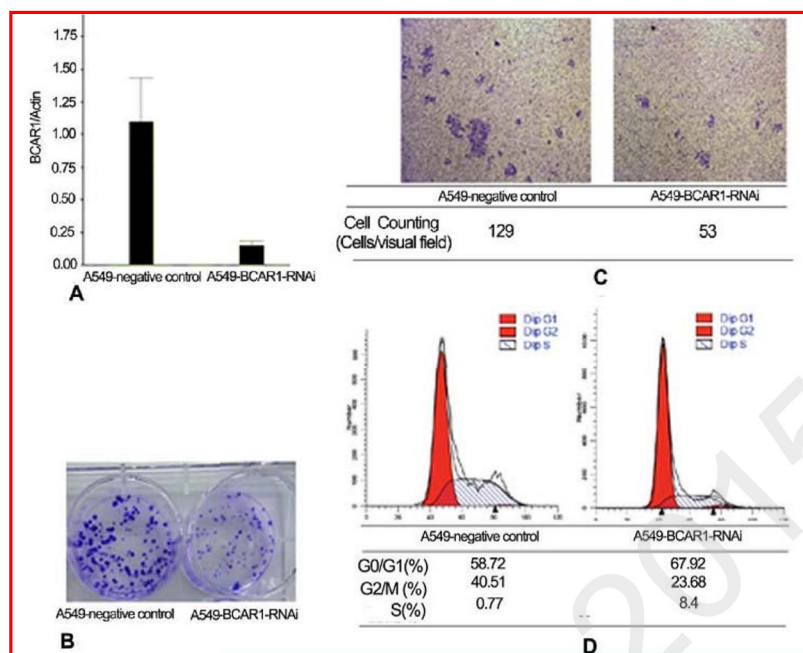 BCAR1/Actin
1.75
1.50
1.25
1.00
0.75
0.50
0.25
0.00
A549-negative control A549-BCAR1-RNAi
A
A549-negative control A549-BCAR1-RNAi
B
A549-negative control A549-BCAR1-RNAi
Cell Counting
(Cells/visual field) 129 53
C
Dip G1
Dip G2
Dip S
Number
Dip G1
Dip G2
Dip S
Number
A549-negative control A549-BCAR1-RNAi
G0/G1(%) 58.72 67.92
G2/M (%) 40.51 23.68
S(%) 0.77 8.4
D
2015